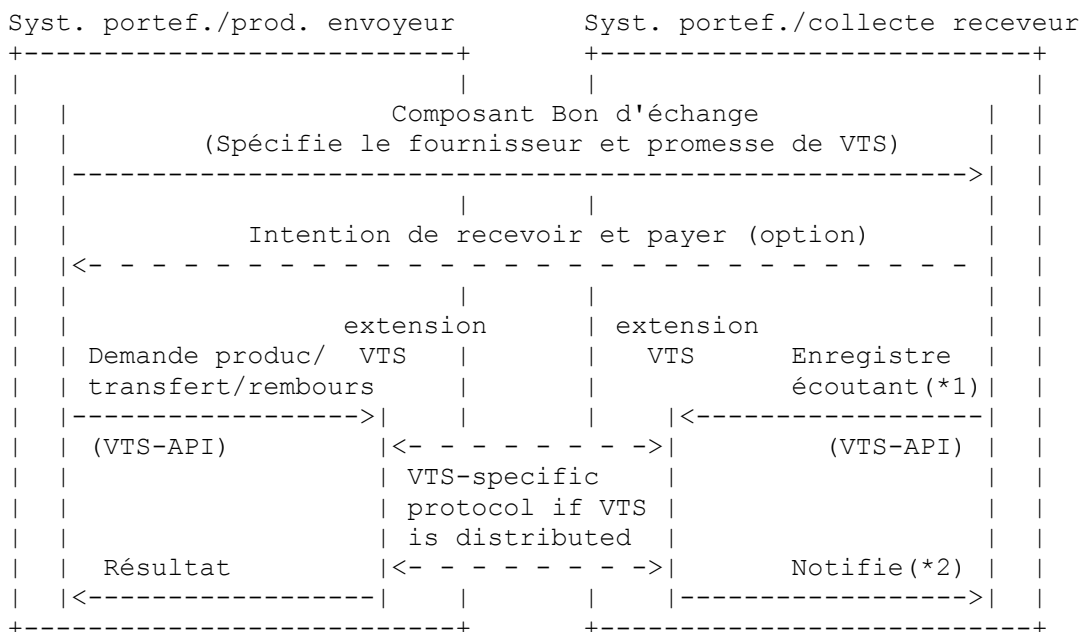 Syst. portef./prod. envoyeur Syst. portef./collecte receveur
Composant Bon d'échange
(Spécifie le fournisseur et promesse de VTS)
Intention de recevoir et payer (option)
extension extension
Demande produc/ VTS VTS Enregistre
transfert/rembours écoutant(*1)
(VTS-API) (VTS-API)
VTS-specific
protocol if VTS
is distributed
Résultat Notifie(*2)